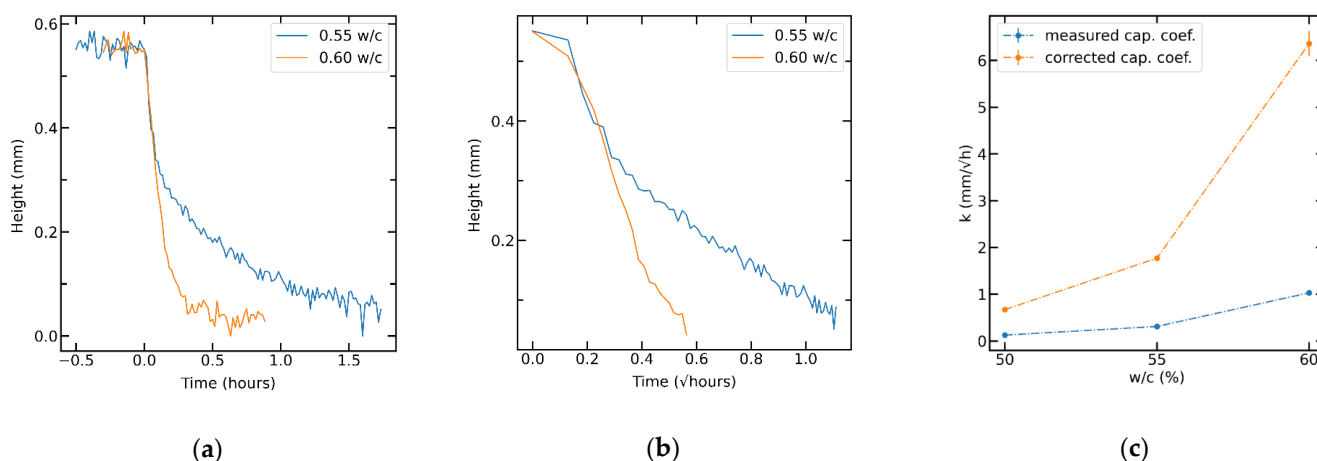 0.6
0.4
0.2
0.0
Height (mm)
−0.5
0.0
0.5
1.0
1.5
Time (hours)
0.55 w/c
0.60 w/c
(a)
0.4
0.2
Height (mm)
0.0
0.2
0.4
0.6
0.8
1.0
Time (√hours)
0.55 w/c
0.60 w/c
(b)
6
5
4
3
2
1
0
k (mm/√h)
50
55
60
w/c (%)
measured cap. coef.
corrected cap. coef.
(c)